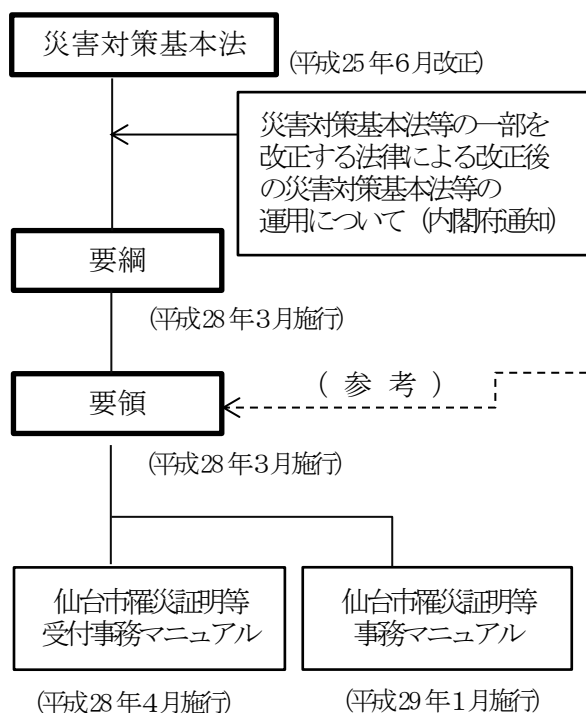 災害対策基本法
(平成25年6月改正)
災害対策基本法等の一部を
改正する法律による改正後
の災害対策基本法等の
運用について（内閣府通知）
要綱
(平成28年3月施行)
（ 参 考 ）
要領
(平成28年3月施行)
仙台市罹災証明等
受付事務マニュアル
(平成28年4月施行)
仙台市罹災証明等
事務マニュアル
(平成29年1月施行)